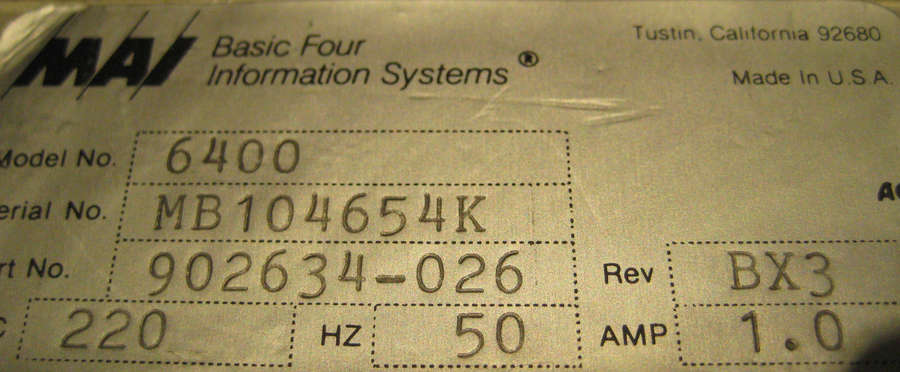 MAI Basic Four
Information Systems ®
Tustin, California 92680
Made In U.S.A.
Model No. 6400
erial No. MB104654K
rt No. 902634-026 Rev BX3
C 220 HZ 50 AMP 1.0